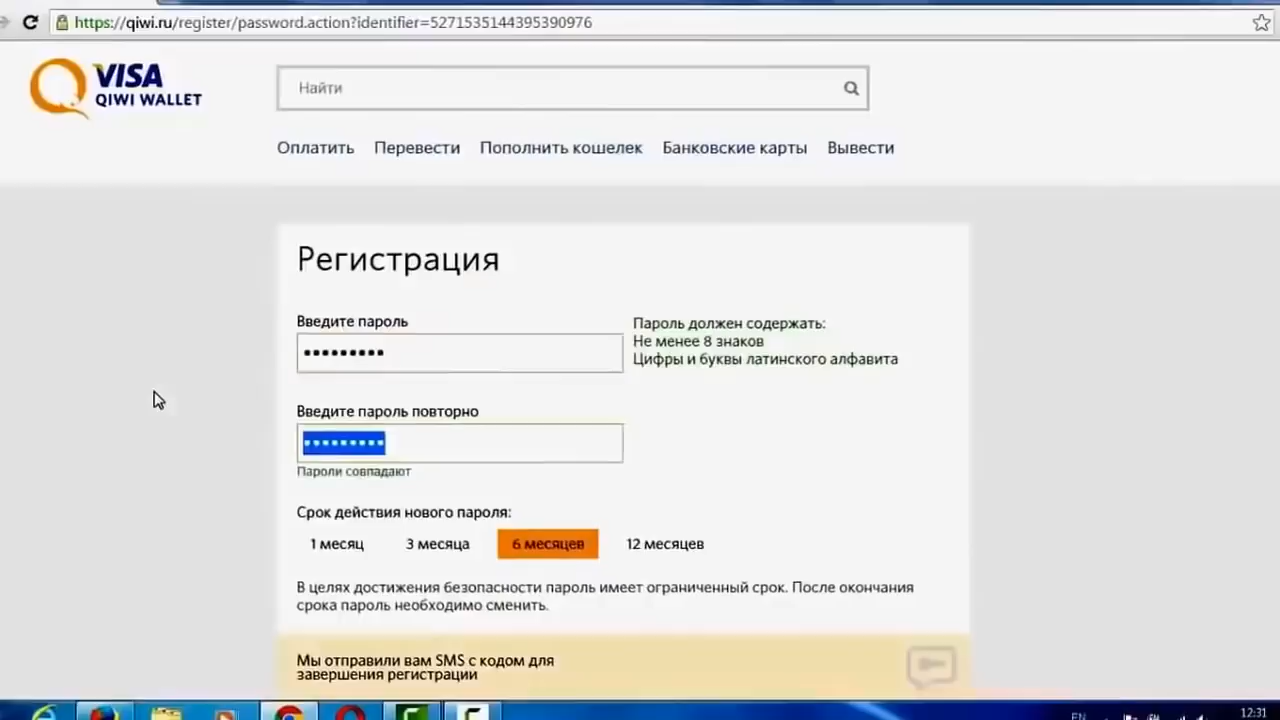 https://qiwi.ru/register/password.action?identifier=5271535144395390976
VISA
QIWI WALLET
Найти
Оплатить Перевести Пополнить кошелек Банковские карты Вывести
Регистрация
Введите пароль
Пароль должен содержать:
Не менее 8 знаков
Цифры и буквы латинского алфавита
Введите пароль повторно
Пароли совпадают
Срок действия нового пароля:
1 месяц 3 месяца 6 месяцев 12 месяцев
В целях достижения безопасности пароль имеет ограниченный срок. После окончания
срока пароль необходимо сменить.
Мы отправили вам SMS с кодом для
завершения регистрации
EN
12:31